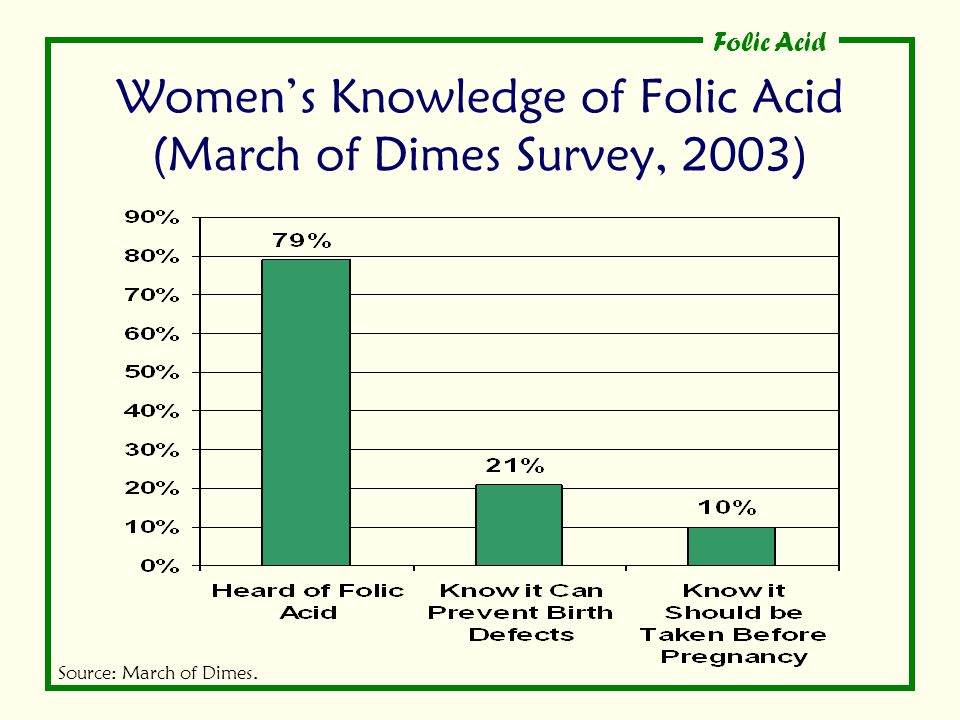 Folic Acid
Women’s Knowledge of Folic Acid
(March of Dimes Survey, 2003)
90%
80%
70%
60%
50%
40%
30%
20%
10%
0%
79%
21%
10%
Heard of Folic
Acid
Know it Can
Prevent Birth
Defects
Know it
Should be
Taken Before
Pregnancy
Source: March of Dimes.